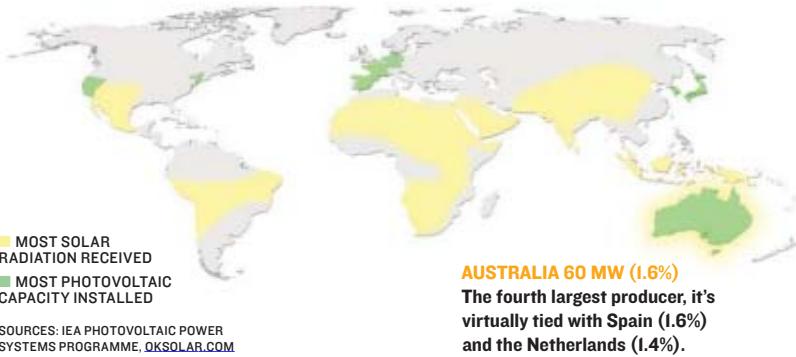 MOST SOLAR
RADIATION RECEIVED
MOST PHOTOVOLTAIC
CAPACITY INSTALLED
SOURCES: IEA PHOTOVOLTAIC POWER
SYSTEMS PROGRAMME, OKSOLAR.COM
AUSTRALIA 60 MW (1.6%)
The fourth largest producer, it's
virtually tied with Spain (1.6%)
and the Netherlands (1.4%).